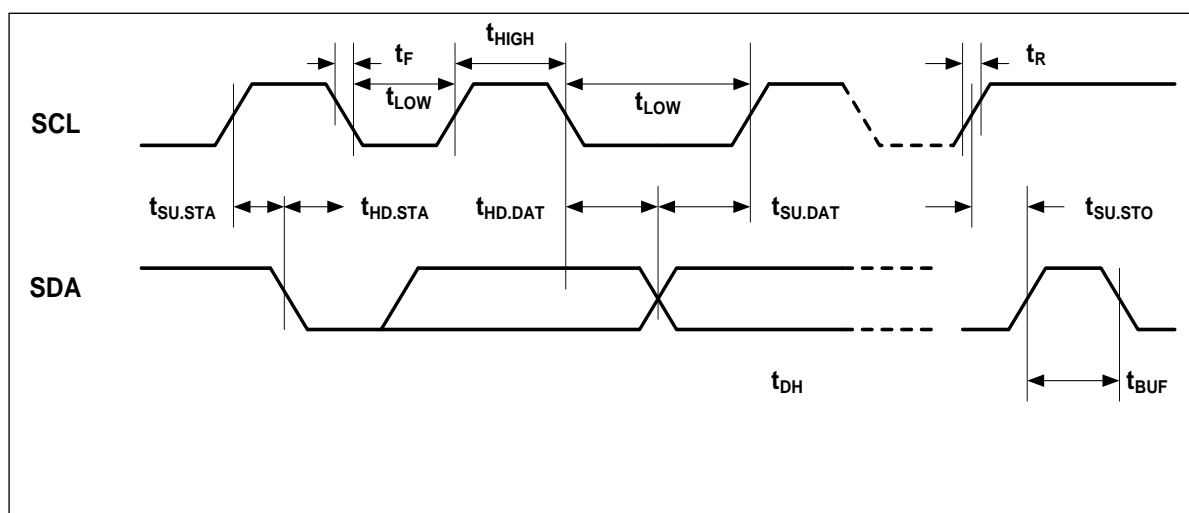 tHIGH
tF
tR
tLOW
tLOW
SCL
tSU.STA
tHD.STA
tHD.DAT
tSU.DAT
tSU.STO
SDA
tDH
tBUF